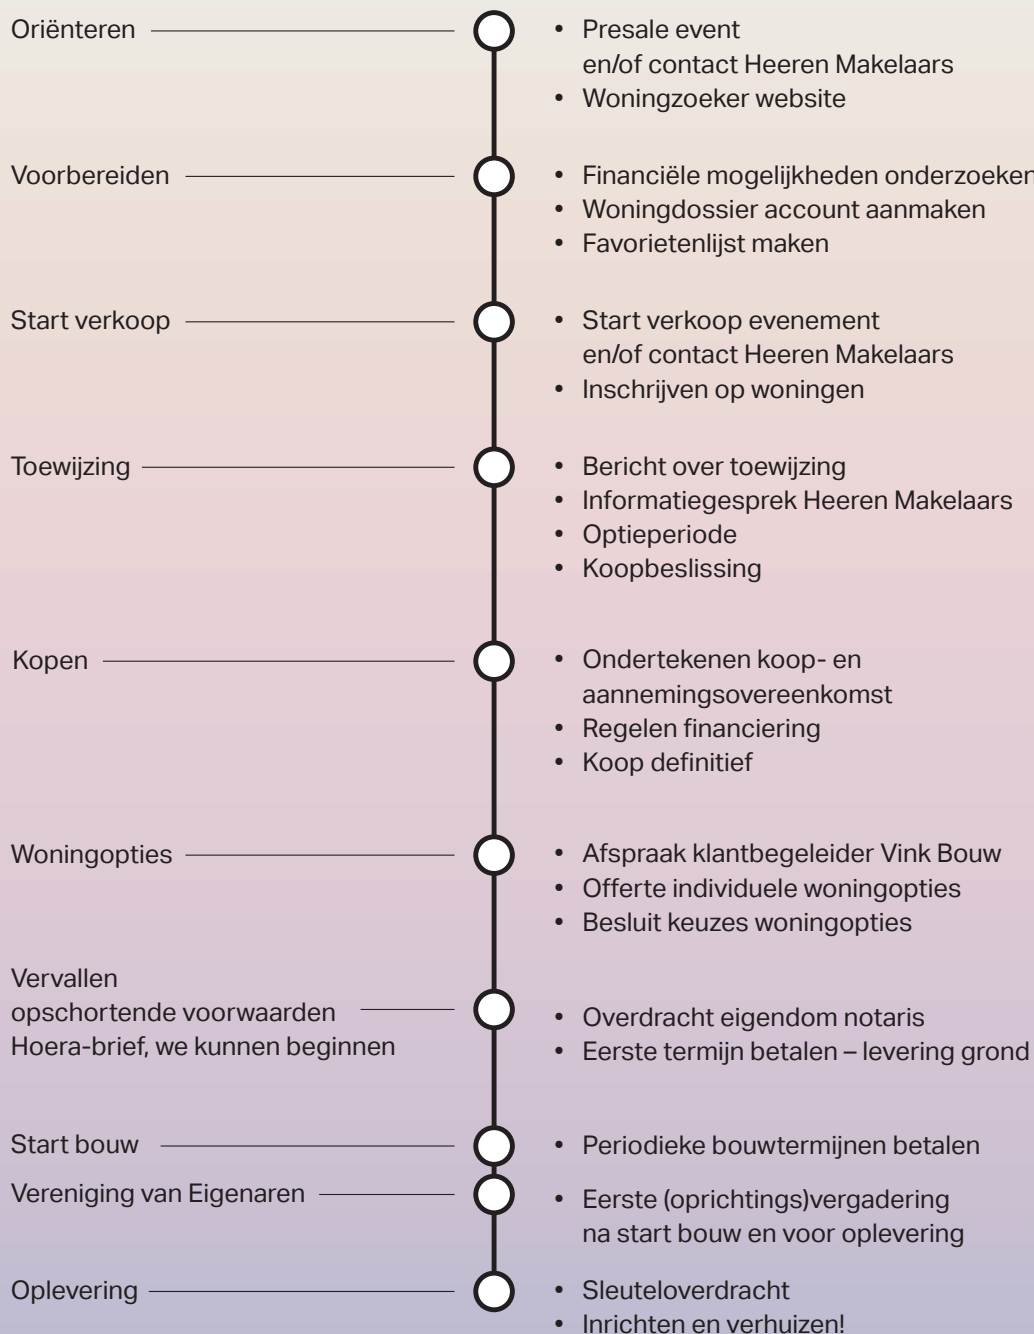 Oriënteren
• Presale event
en/of contact Heeren Makelaars
• Woningzoeker website
Voorbereiden
• Financiële mogelijkheden onderzoeken
• Woningdossier account aanmaken
• Favorietenlijst maken
Start verkoop
• Start verkoop evenement
en/of contact Heeren Makelaars
• Inschrijven op woningen
Toewijzing
• Bericht over toewijzing
• Informatiegesprek Heeren Makelaars
• Optieperiode
• Koopbeslissing
Kopen
• Ondertekenen koop- en
aannemingsovereenkomst
• Regelen financiering
• Koop definitief
Woningopties
• Afspraak klantbegeleider Vink Bouw
• Offerte individuele woningopties
• Besluit keuzes woningopties
Vervallen
opschortende voorwaarden
Hoera-brief, we kunnen beginnen
• Overdracht eigendom notaris
• Eerste termijn betalen – levering grond
Start bouw
• Periodieke bouwtermijnen betalen
Vereniging van Eigenaren
• Eerste (oprichtings)vergadering
na start bouw en voor oplevering
Oplevering
• Sleuteloverdracht
• Inrichten en verhuizen!